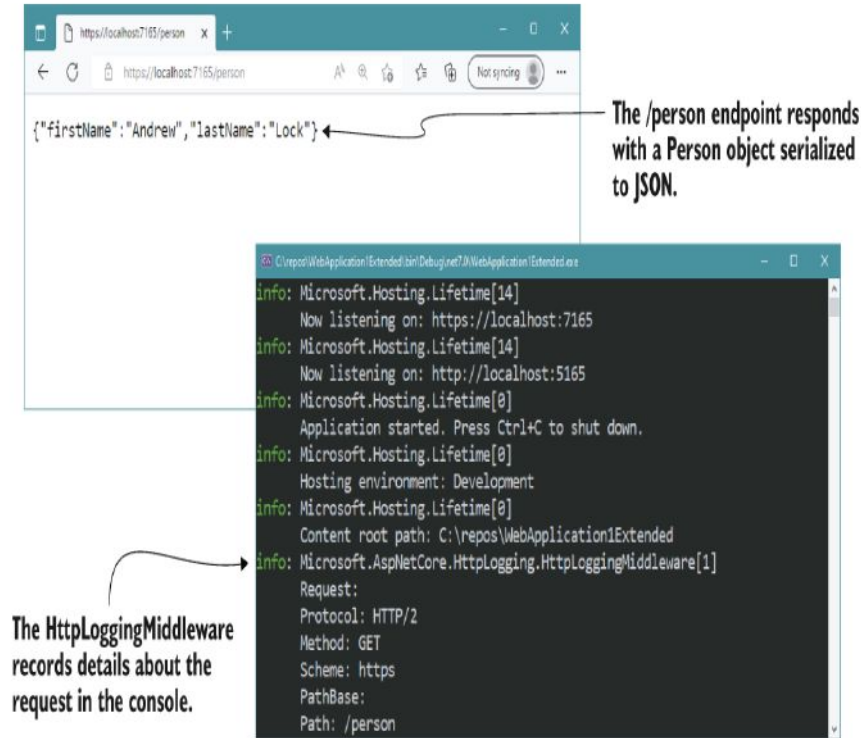 https://localhost:7165/person
https://localhost:7165/person
Not syncing
{"firstName":"Andrew","lastName":"Lock"}
The /person endpoint responds
with a Person object serialized
to JSON.
C:\repos\WebApplication1Extended\bin\Debug\net7.0\WebApplication1Extended.exe
info: Microsoft.Hosting.Lifetime[14]
Now listening on: https://localhost:7165
info: Microsoft.Hosting.Lifetime[14]
Now listening on: http://localhost:5165
info: Microsoft.Hosting.Lifetime[0]
Application started. Press Ctrl+C to shut down.
info: Microsoft.Hosting.Lifetime[0]
Hosting environment: Development
info: Microsoft.Hosting.Lifetime[0]
Content root path: C:\repos\WebApplication1Extended
info: Microsoft.AspNetCore.HttpLogging.HttpLoggingMiddleware[1]
Request:
Protocol: HTTP/2
Method: GET
Scheme: https
PathBase:
Path: /person
The HttpLoggingMiddleware
records details about the
request in the console.